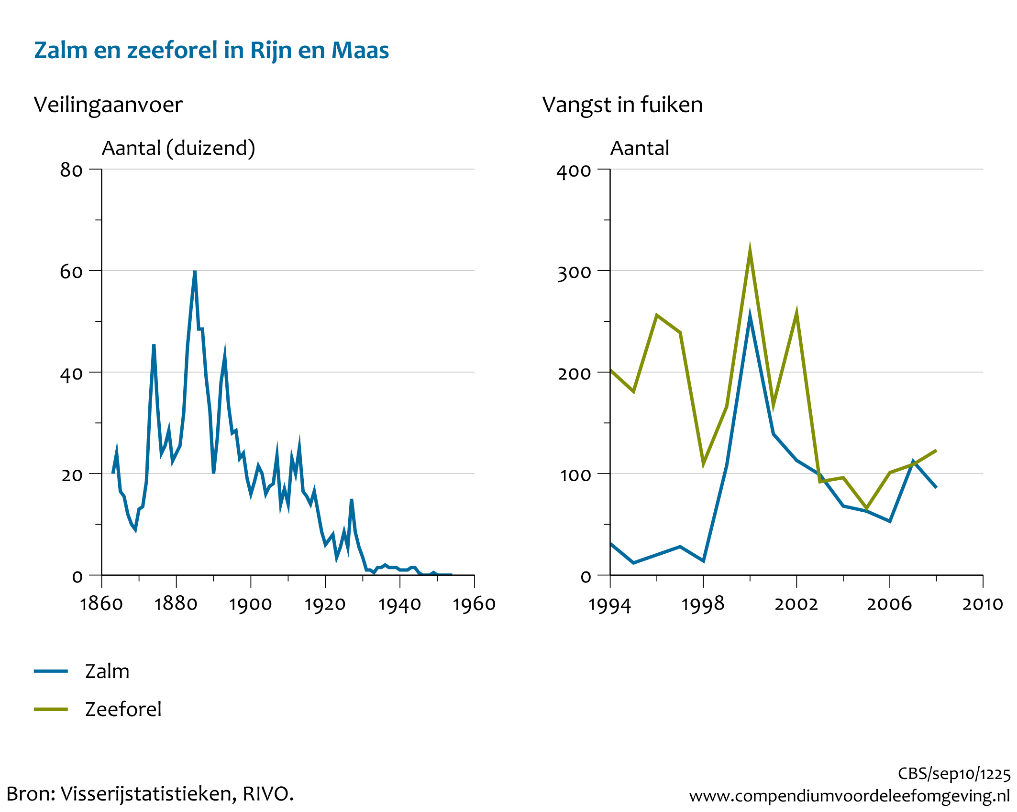 Zalm en zeeforel in Rijn en Maas
Veilingaanvoer
Aantal (duizend)
80
60
40
20
0
1860 1880 1900 1920 1940 1960
Vangst in fuiken
Aantal
400
300
200
100
0
1994 1998 2002 2006 2010
Zalm
Zeeforel
CBS/sep10/1225
Bron: Visserijstatistieken, RIVO.
www.compendiumvoordeleefomgeving.nl